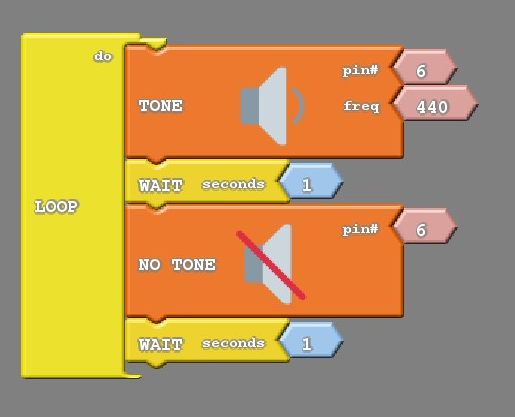 do
pin# 6
TONE
freq 440
WAIT seconds 1
LOOP
pin# 6
NO TONE
WAIT seconds 1